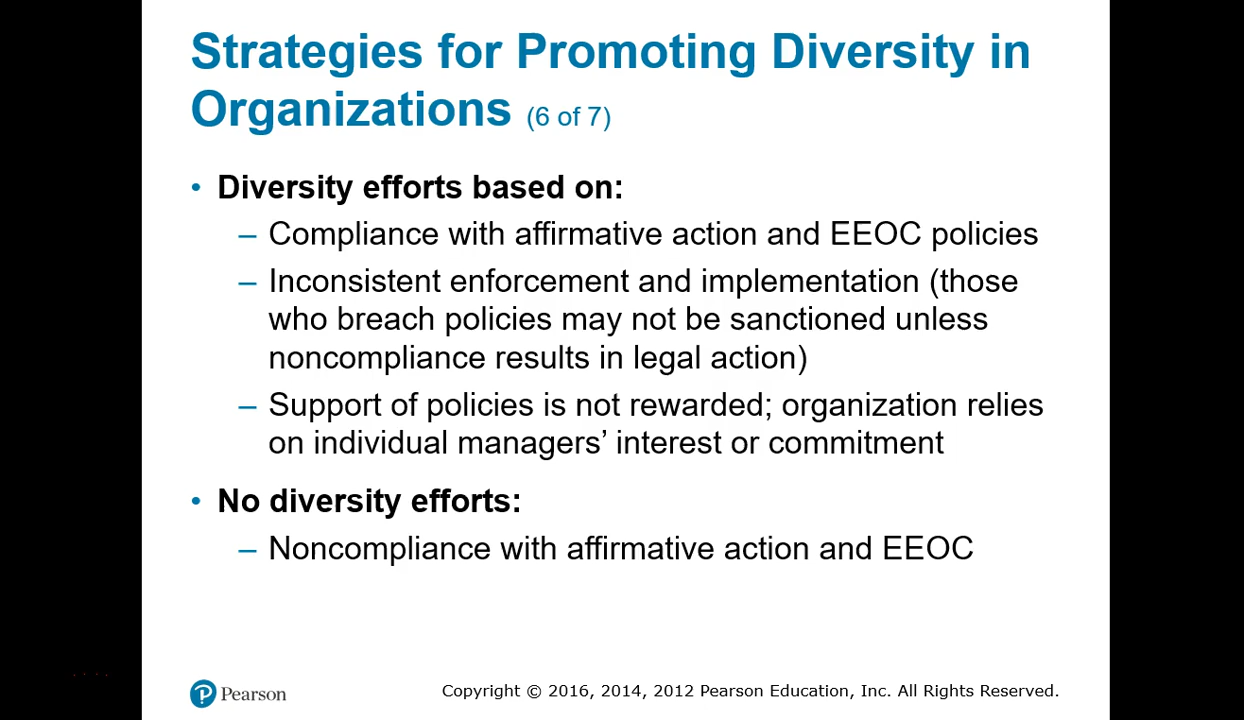 Strategies for Promoting Diversity in
Organizations (6 of 7)
• Diversity efforts based on:
– Compliance with affirmative action and EEOC policies
– Inconsistent enforcement and implementation (those
who breach policies may not be sanctioned unless
noncompliance results in legal action)
– Support of policies is not rewarded; organization relies
on individual managers’ interest or commitment
• No diversity efforts:
– Noncompliance with affirmative action and EEOC
Pearson
Copyright © 2016, 2014, 2012 Pearson Education, Inc. All Rights Reserved.